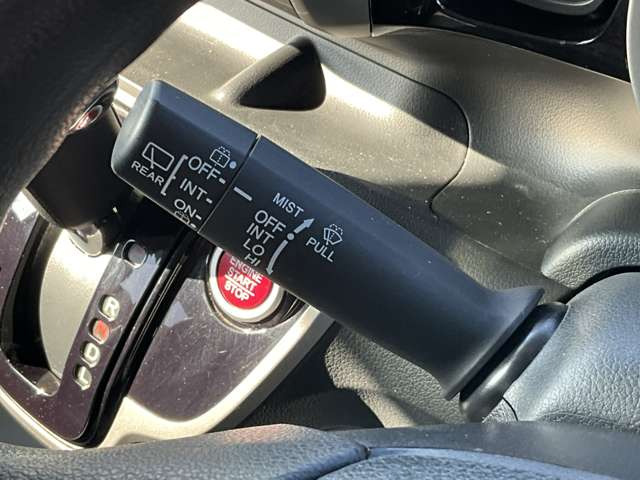 REAR
OFF
INT
ON
MIST
OFF
INT
LO
HI
PULL
ENGINE
START
STOP
R
N
D